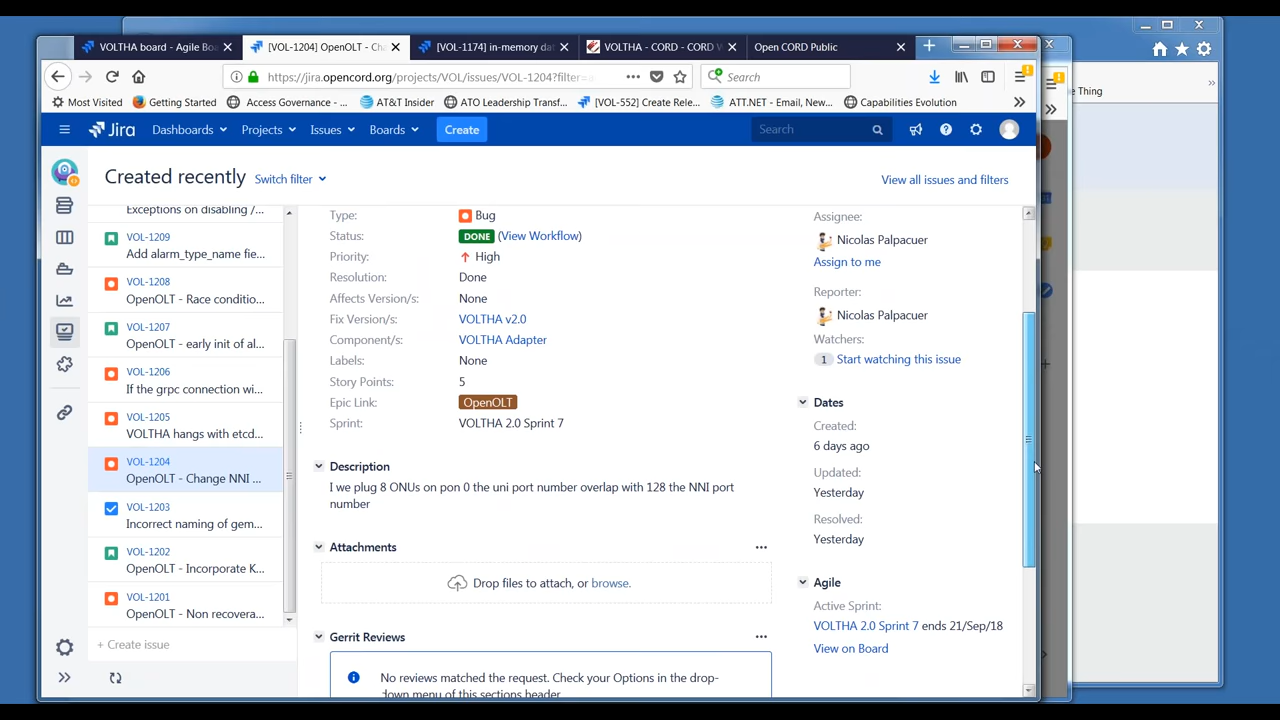 VOLTHA board - Agile Boa
[VOL-1204] OpenOLT - Cha
[VOL-1174] in-memory dat
VOLTHA - CORD - CORD W
Open CORD Public
https://jira.opencord.org/projects/VOL/issues/VOL-1204?filter=a
Search
e Thing
Most Visited
Getting Started
Access Governance - ...
AT&T Insider
ATO Leadership Transf...
[VOL-552] Create Rele...
ATT.NET - Email, New...
Capabilities Evolution
Jira
Dashboards
Projects
Issues
Boards
Create
Search
Created recently
Switch filter
View all issues and filters
Exceptions on disabling /...
VOL-1209
Add alarm_type_name fie...
VOL-1208
OpenOLT - Race conditio...
VOL-1207
OpenOLT - early init of al...
VOL-1206
If the grpc connection wi...
VOL-1205
VOLTHA hangs with etcd...
VOL-1204
OpenOLT - Change NNI ...
VOL-1203
Incorrect naming of gem...
VOL-1202
OpenOLT - Incorporate K...
VOL-1201
OpenOLT - Non recovera...
+ Create issue
Type: Bug
Status: DONE (View Workflow)
Priority: High
Resolution: Done
Affects Version/s: None
Fix Version/s: VOLTHA v2.0
Component/s: VOLTHA Adapter
Labels: None
Story Points: 5
Epic Link: OpenOLT
Sprint: VOLTHA 2.0 Sprint 7
Description
I we plug 8 ONUs on pon 0 the uni port number overlap with 128 the NNI port
number
Attachments
Drop files to attach, or browse.
Gerrit Reviews
No reviews matched the request. Check your Options in the drop-
down menu of this sections header.
Assignee:
Nicolas Palpacuer
Assign to me
Reporter:
Nicolas Palpacuer
Watchers:
1 Start watching this issue
Dates
Created:
6 days ago
Updated:
Yesterday
Resolved:
Yesterday
Agile
Active Sprint:
VOLTHA 2.0 Sprint 7 ends 21/Sep/18
View on Board